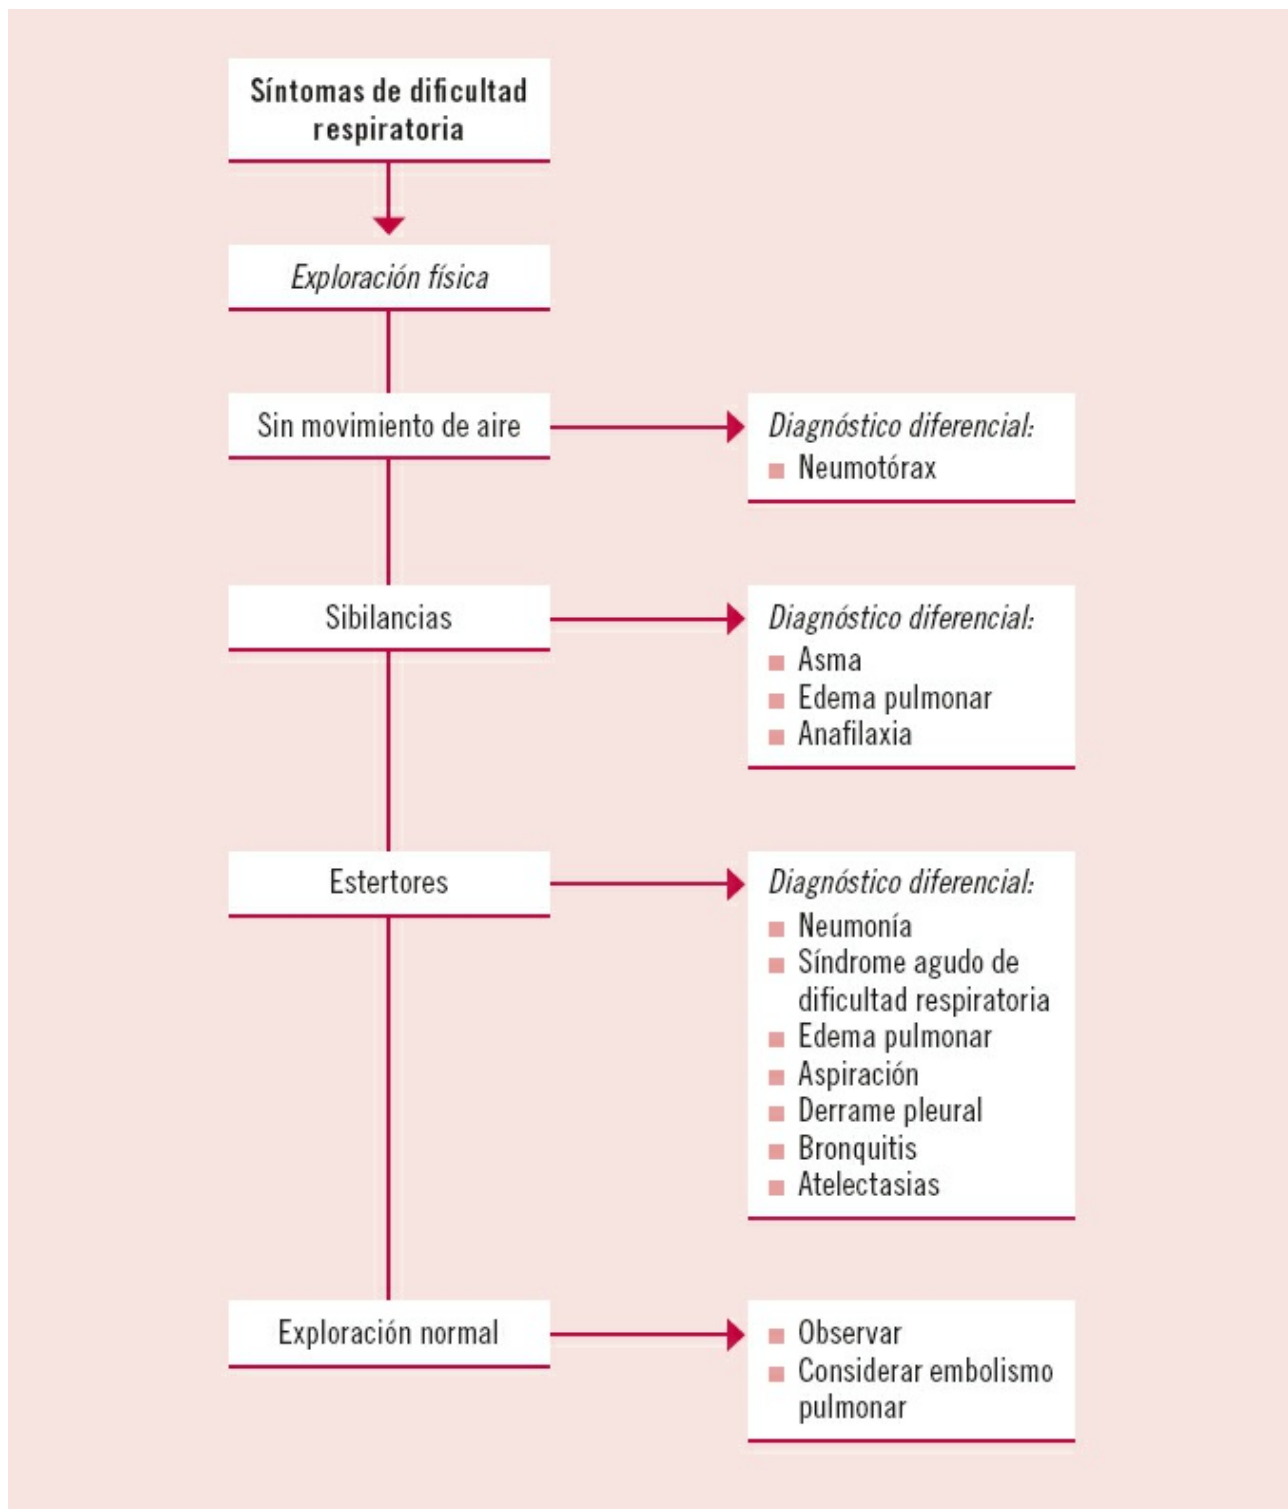 Síntomas de dificultad
respiratoria
Exploración física
Sin movimiento de aire
Diagnóstico diferencial:
Neumotórax
Sibilancias
Diagnóstico diferencial:
Asma
Edema pulmonar
Anafilaxia
Estertores
Diagnóstico diferencial:
Neumonía
Síndrome agudo de
dificultad respiratoria
Edema pulmonar
Aspiración
Derrame pleural
Bronquitis
Atelectasias
Exploración normal
Observar
Considerar embolismo
pulmonar